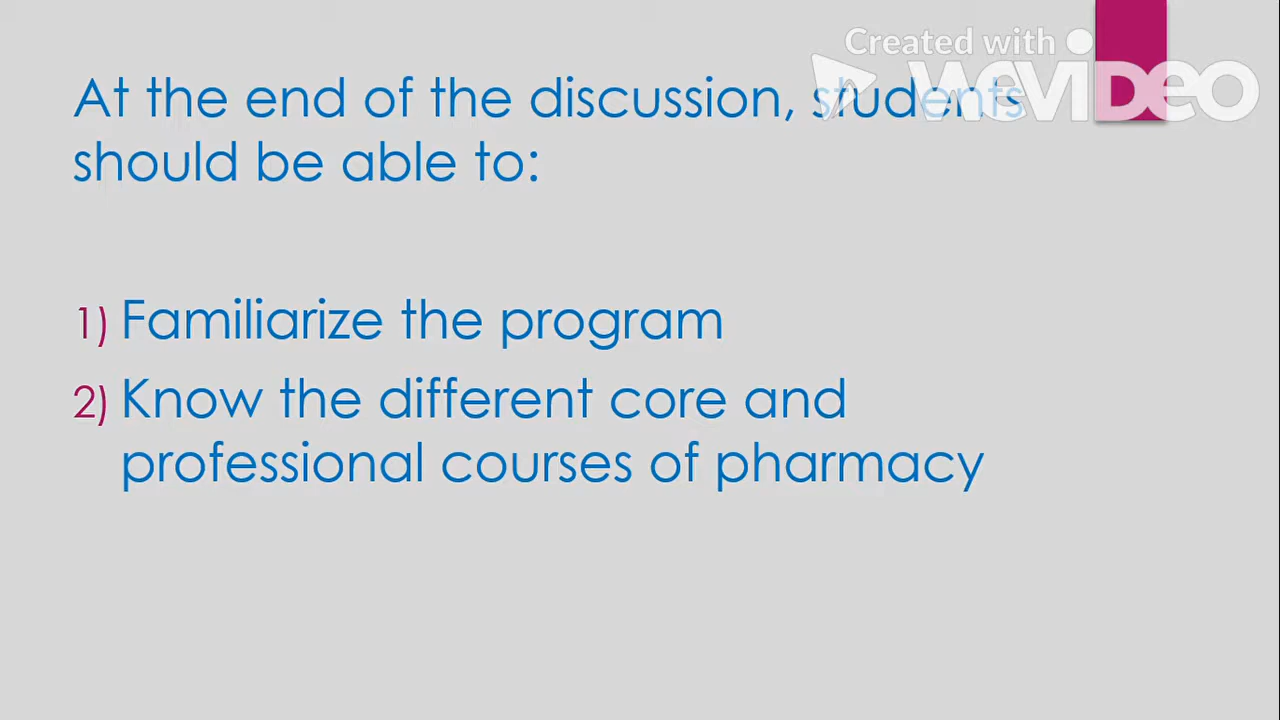 Created with
WEVIDEO
At the end of the discussion, students
should be able to:
1) Familiarize the program
2) Know the different core and
professional courses of pharmacy